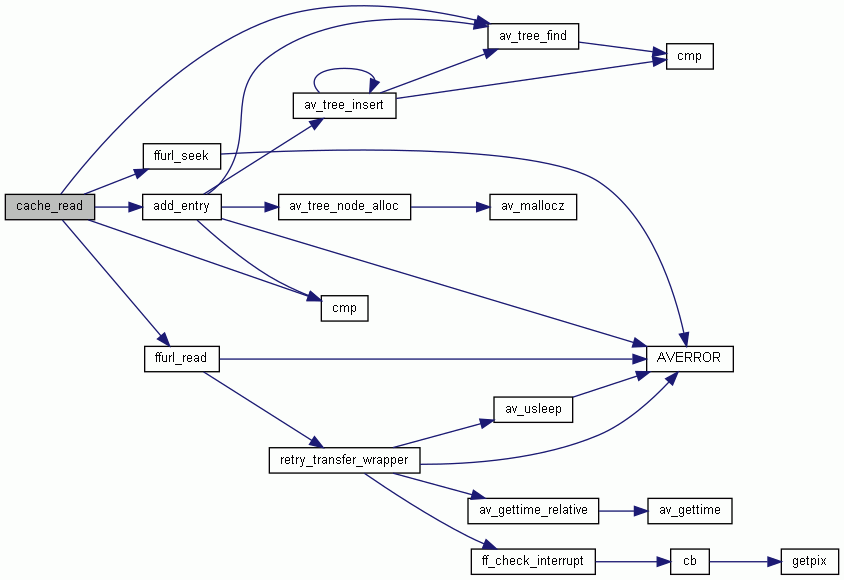 av_tree_find
cmp
av_tree_insert
ffurl_seek
cache_read
add_entry
av_tree_node_alloc
av_mallocz
cmp
ffurl_read
AVERROR
av_usleep
retry_transfer_wrapper
av_gettime_relative
av_gettime
ff_check_interrupt
cb
getpix